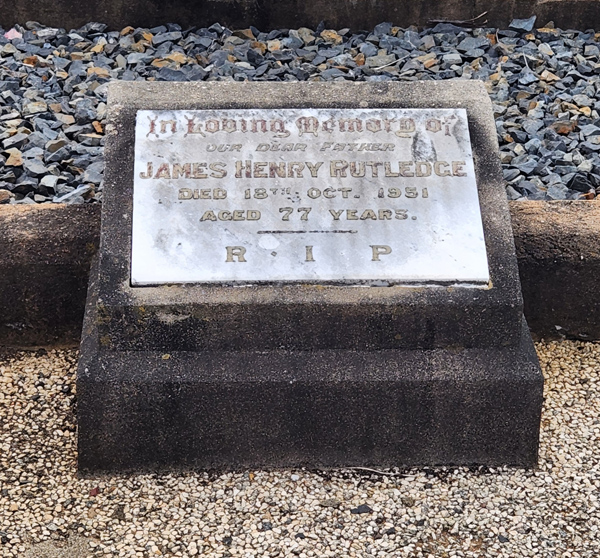 In Loving Memory of
OUR DEAR FATHER
JAMES HENRY RUTLEDGE
DIED 18TH OCT. 1951
AGED 77 YEARS.
R · I P